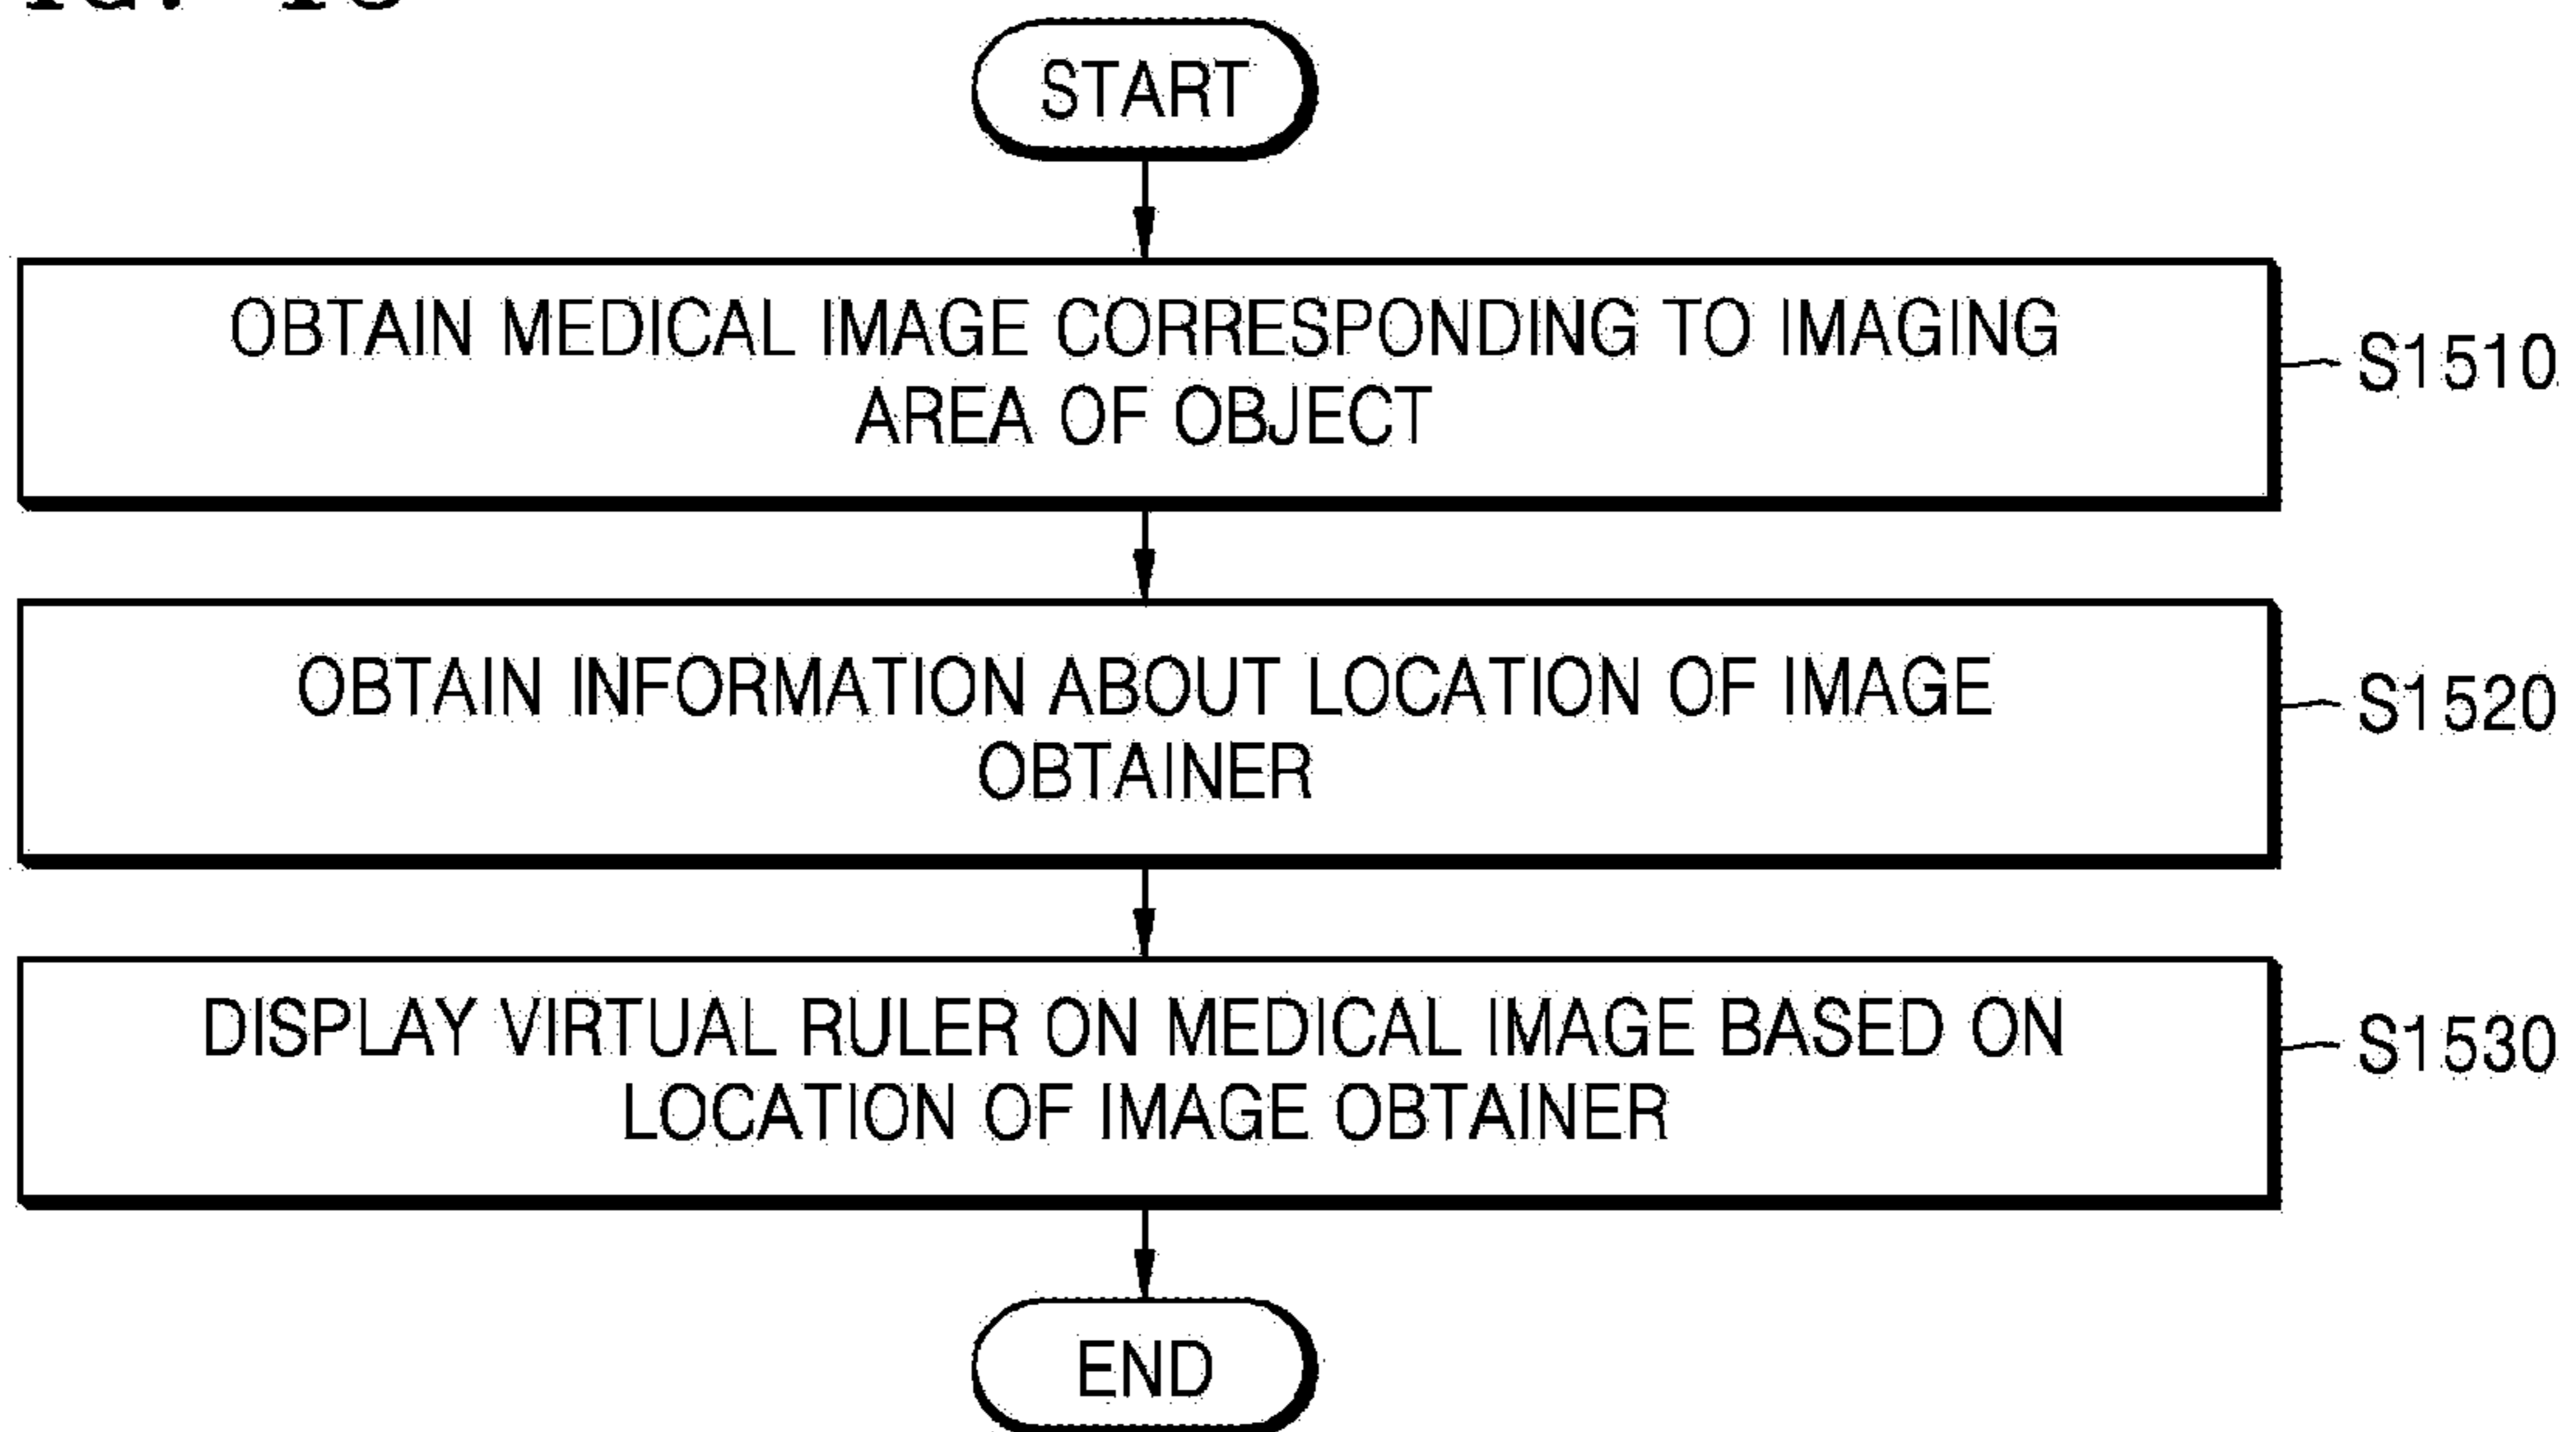 START
OBTAIN MEDICAL IMAGE CORRESPONDING TO IMAGING
AREA OF OBJECT
S1510
OBTAIN INFORMATION ABOUT LOCATION OF IMAGE
OBTAINER
S1520
DISPLAY VIRTUAL RULER ON MEDICAL IMAGE BASED ON
LOCATION OF IMAGE OBTAINER
S1530
END